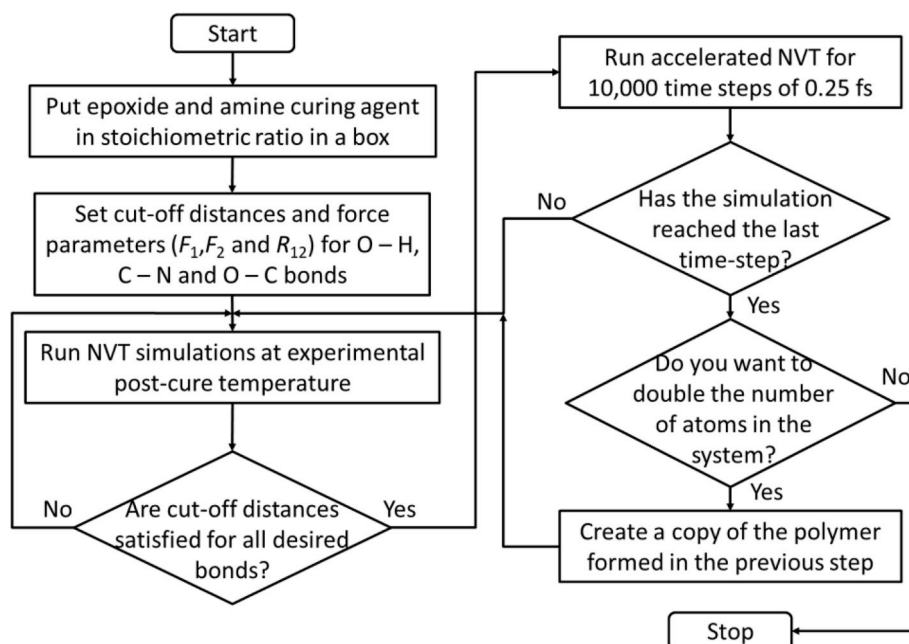 Start
Put epoxide and amine curing agent
in stoichiometric ratio in a box
Set cut-off distances and force
parameters (F1,F2 and R12) for O – H,
C – N and O – C bonds
Run NVT simulations at experimental
post-cure temperature
No
Are cut-off distances
satisfied for all desired
bonds?
Yes
Run accelerated NVT for
10,000 time steps of 0.25 fs
No
Has the simulation
reached the last
time-step?
Yes
Do you want to
double the number
of atoms in the
system?
No
Yes
Create a copy of the polymer
formed in the previous step
Stop